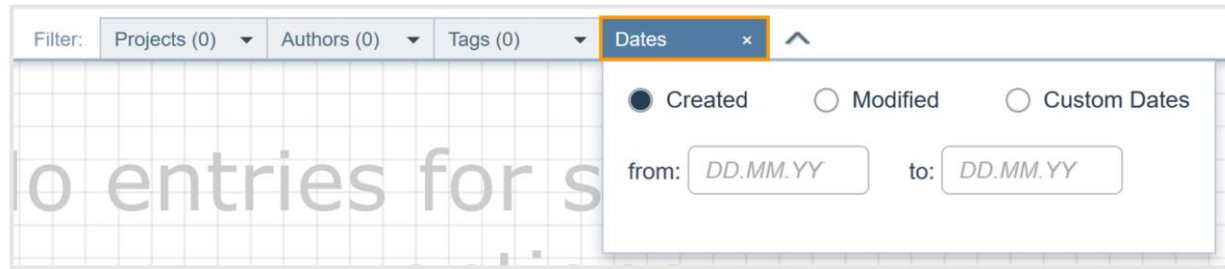 Filter: Projects (0) Authors (0) Tags (0) Dates ×
Created Modified Custom Dates
from: DD.MM.YY to: DD.MM.YY
entries for s